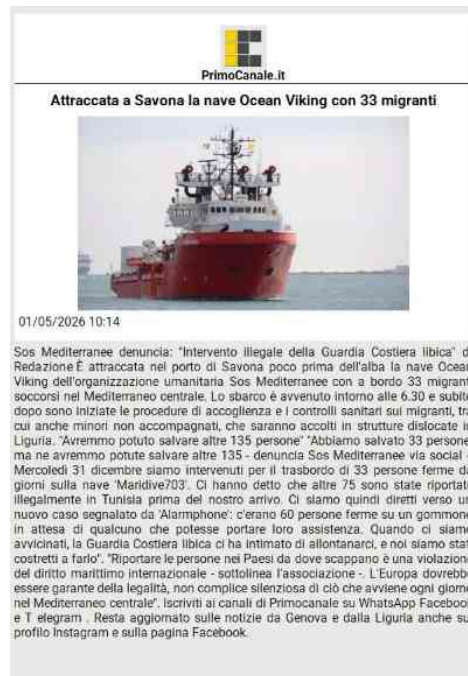 PrimoCanale.it
Attraccata a Savona la nave Ocean Viking con 33 migranti
01/05/2026 10:14
Sos Mediterranee denuncia: "Intervento illegale della Guardia Costiera libica" d
Redazione È attraccata nel porto di Savona poco prima dell'alba la nave Ocean
Viking dell'organizzazione umanitaria Sos Mediterranee con a bordo 33 migrant
soccorsi nel Mediterraneo centrale. Lo sbarco è avvenuto intorno alle 6.30 e subito
dopo sono iniziate le procedure di accoglienza e i controlli sanitari sui migranti, tra
cui anche minori non accompagnati, che saranno accolti in strutture dislocate in
Liguria. "Avremmo potuto salvare altre 135 persone" "Abbiamo salvato 33 persone
ma ne avremmo potute salvare altre 135 - denuncia Sos Mediterranee via social -
Mercoledì 31 dicembre siamo intervenuti per il trasbordo di 33 persone ferme da
giorni sulla nave 'Maridive703'. Ci hanno detto che altre 75 sono state riportate
illegalmente in Tunisia prima del nostro arrivo. Ci siamo quindi diretti verso un
nuovo caso segnalato da 'Alarmphone': c'erano 60 persone ferme su un gommone
in attesa di qualcuno che potesse portare loro assistenza. Quando ci siamo
avvicinati, la Guardia Costiera libica ci ha intimato di allontanarci, e noi siamo stat
costretti a farlo". "Riportare le persone nei Paesi da dove scappano è una violazione
del diritto marittimo internazionale - sottolinea l'associazione -. L'Europa dovrebbe
essere garante della legalità, non complice silenziosa di ciò che avviene ogni giorno
nel Mediterraneo centrale". Iscriviti ai canali di Primocanale su WhatsApp Facebook
e T elegram . Resta aggiornato sulle notizie da Genova e dalla Liguria anche su
profilo Instagram e sulla pagina Facebook.